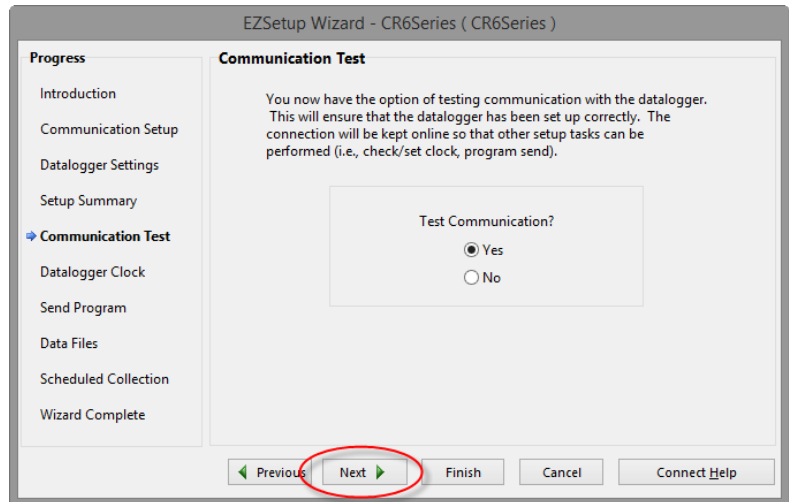 EZSetup Wizard - CR6Series ( CR6Series )
Progress
Introduction
Communication Setup
Datalogger Settings
Setup Summary
Communication Test
Datalogger Clock
Send Program
Data Files
Scheduled Collection
Wizard Complete
Communication Test
You now have the option of testing communication with the datalogger.
This will ensure that the datalogger has been set up correctly. The
connection will be kept online so that other setup tasks can be
performed (i.e., check/set clock, program send).
Test Communication?
Yes
No
Previous
Next
Finish
Cancel
Connect Help